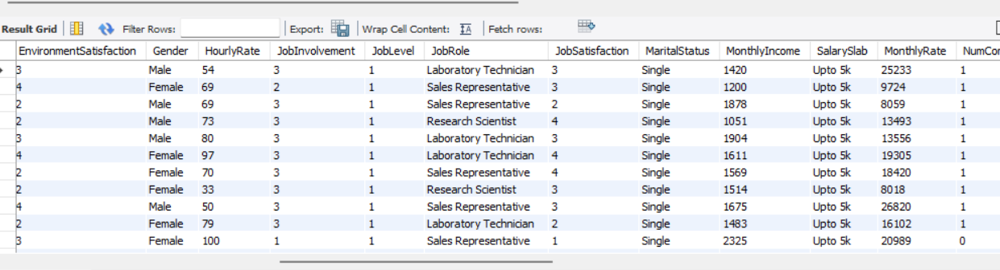 Result Grid Filter Rows: Export: Wrap Cell Content: Fetch rows:
EnvironmentSatisfaction Gender HourlyRate JobInvolvement JobLevel JobRole JobSatisfaction MaritalStatus MonthlyIncome SalarySlab MonthlyRate NumCor
3 Male 54 3 1 Laboratory Technician 3 Single 1420 Upto 5k 25233 1
4 Female 69 2 1 Sales Representative 3 Single 1200 Upto 5k 9724 1
2 Male 69 3 1 Sales Representative 2 Single 1878 Upto 5k 8059 1
2 Male 73 3 1 Research Scientist 4 Single 1051 Upto 5k 13493 1
3 Male 80 3 1 Laboratory Technician 3 Single 1904 Upto 5k 13556 1
4 Female 97 3 1 Laboratory Technician 4 Single 1611 Upto 5k 19305 1
2 Female 70 3 1 Sales Representative 4 Single 1569 Upto 5k 18420 1
2 Female 33 3 1 Research Scientist 3 Single 1514 Upto 5k 8018 1
4 Male 50 3 1 Sales Representative 3 Single 1675 Upto 5k 26820 1
2 Female 79 3 1 Laboratory Technician 2 Single 1483 Upto 5k 16102 1
3 Female 100 1 1 Sales Representative 1 Single 2325 Upto 5k 20989 0